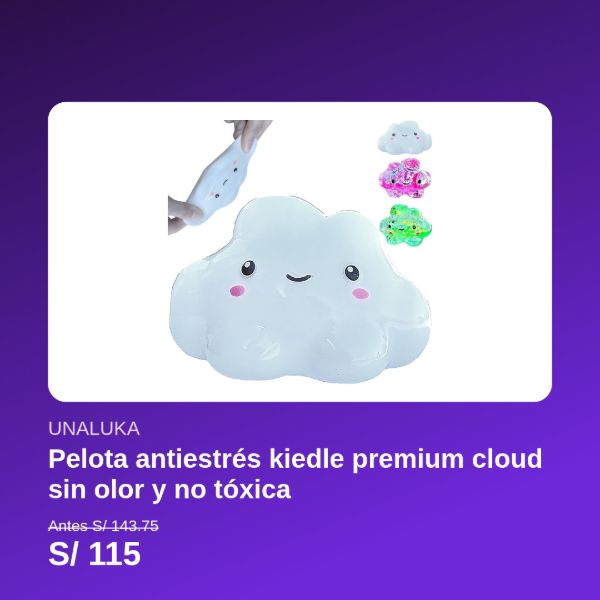 UNALUKA
Pelota antiestrés kiedle premium cloud
sin olor y no tóxica
Antes S/ 143.75
S/ 115